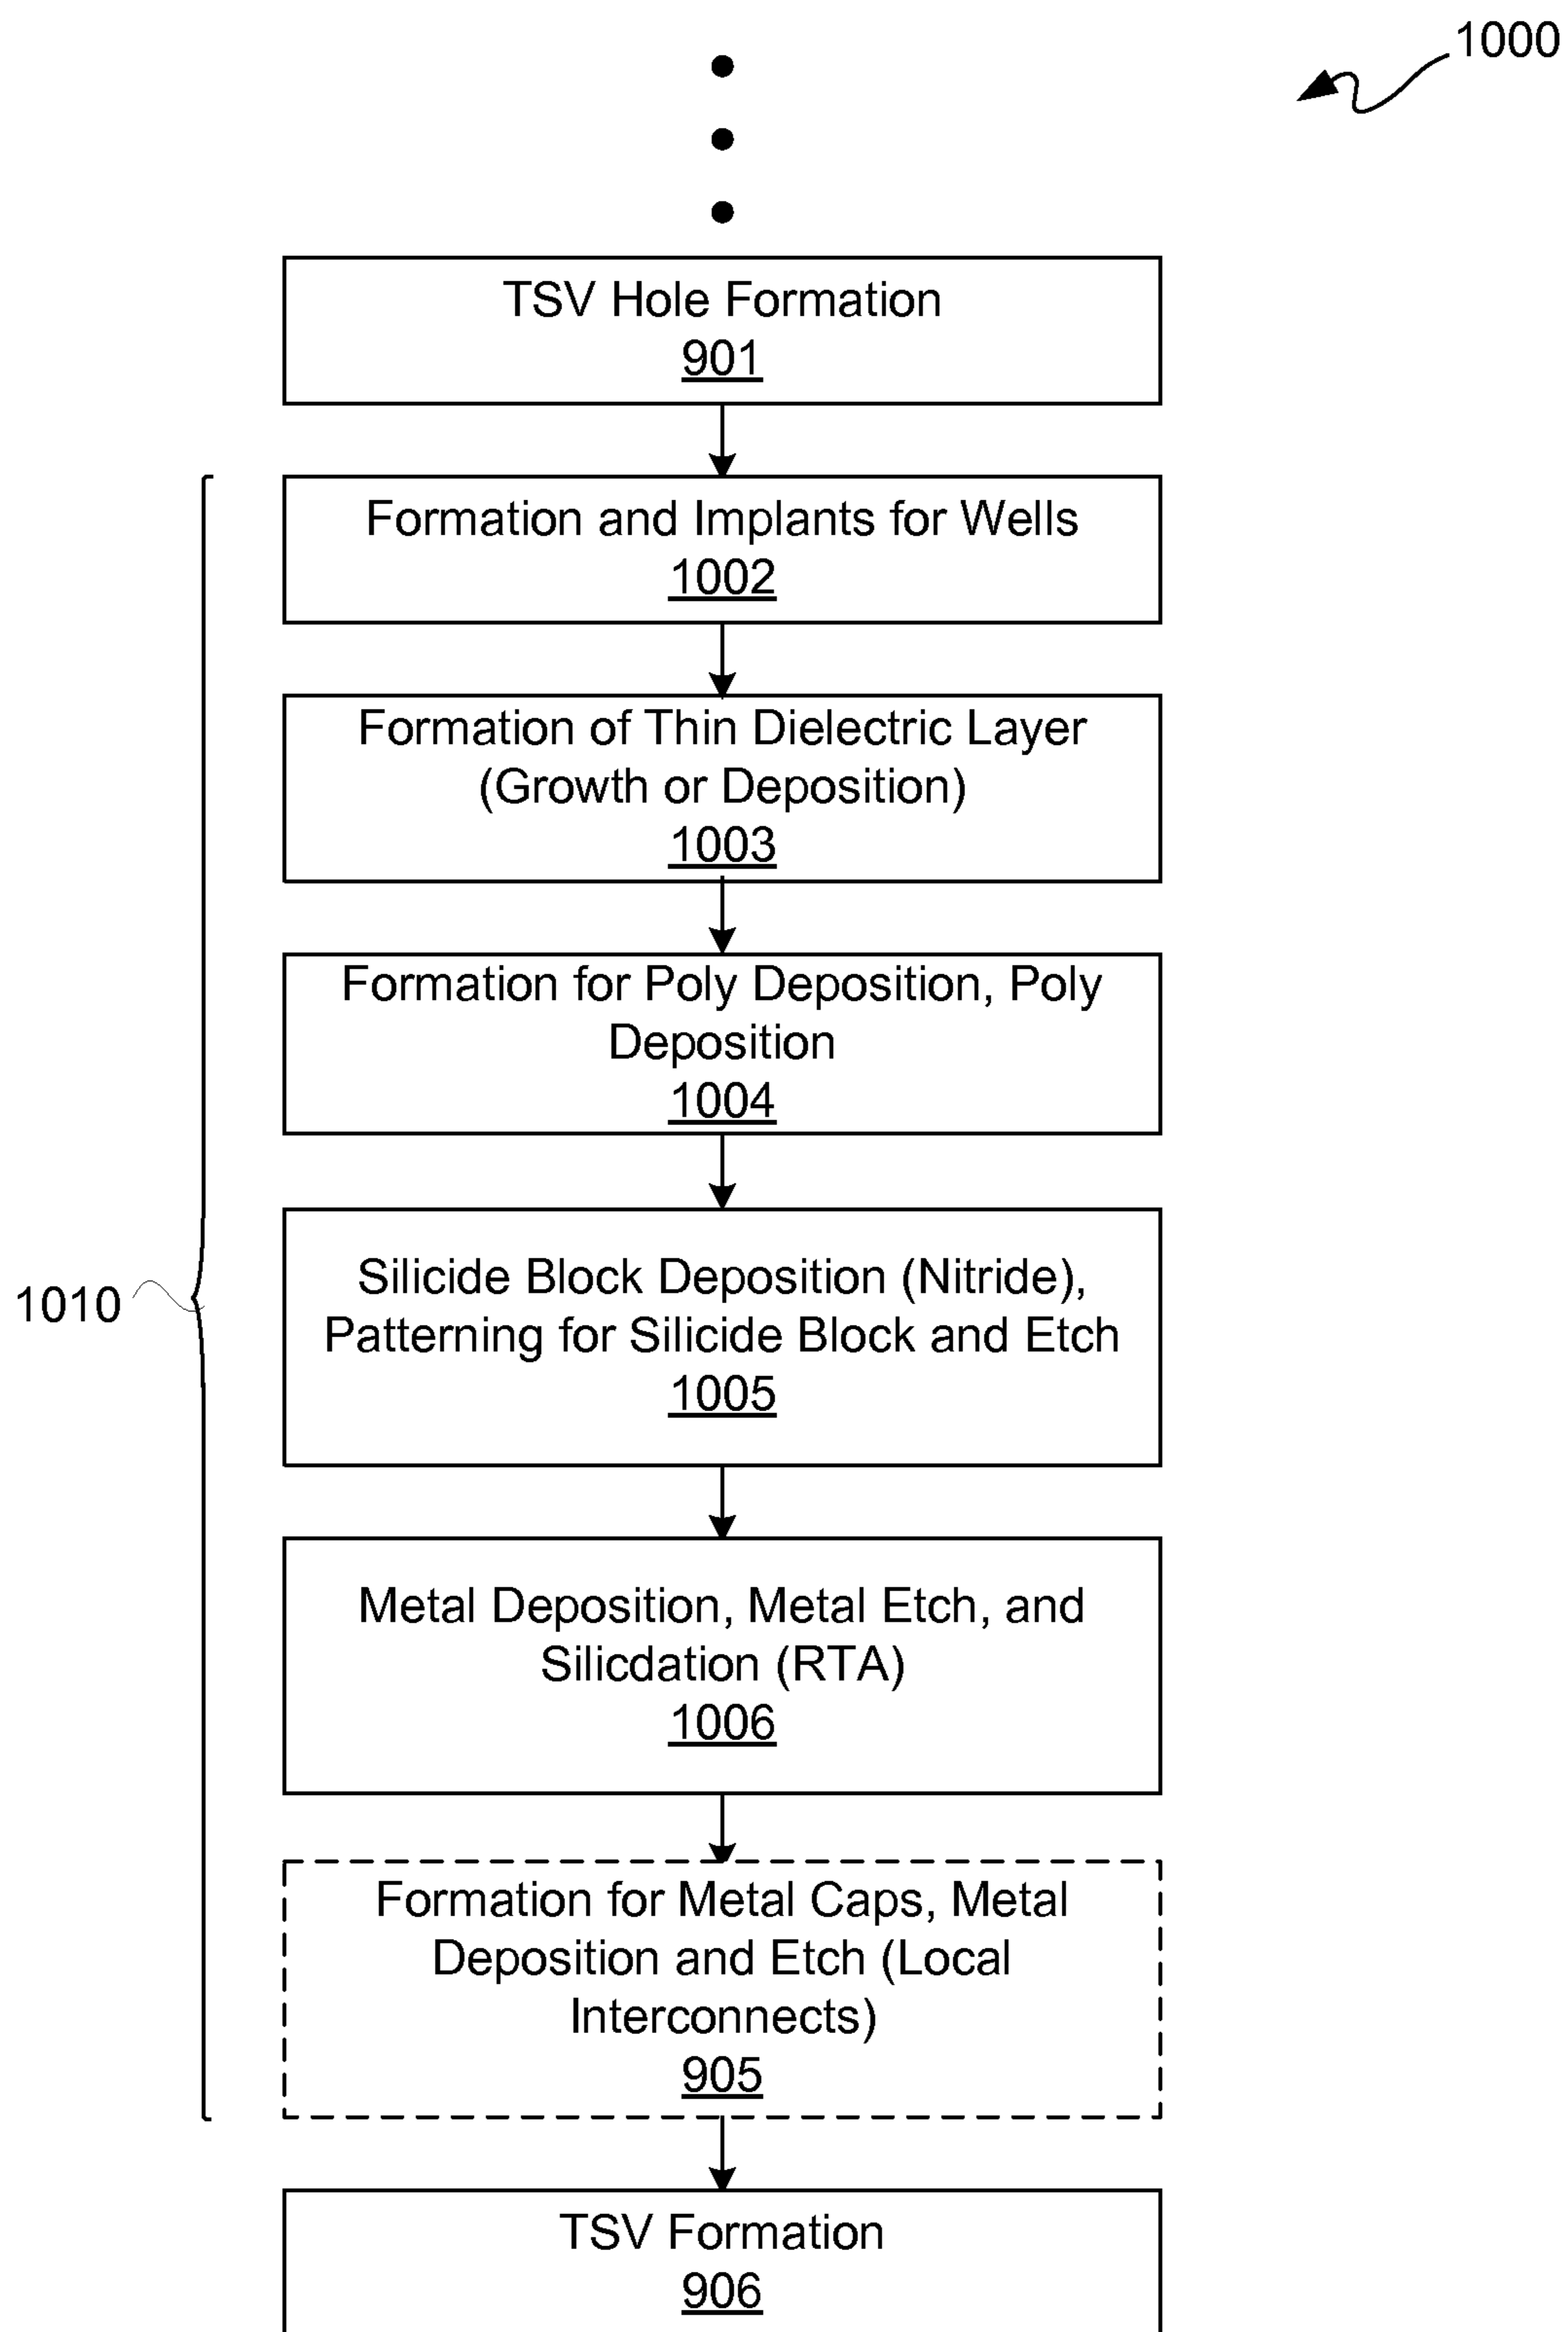 1000
TSV Hole Formation
901
Formation and Implants for Wells
1002
Formation of Thin Dielectric Layer
(Growth or Deposition)
1003
Formation for Poly Deposition, Poly
Deposition
1004
Silicide Block Deposition (Nitride),
Patterning for Silicide Block and Etch
1005
1010
Metal Deposition, Metal Etch, and
Silicdation (RTA)
1006
Formation for Metal Caps, Metal
Deposition and Etch (Local
Interconnects)
905
TSV Formation
906